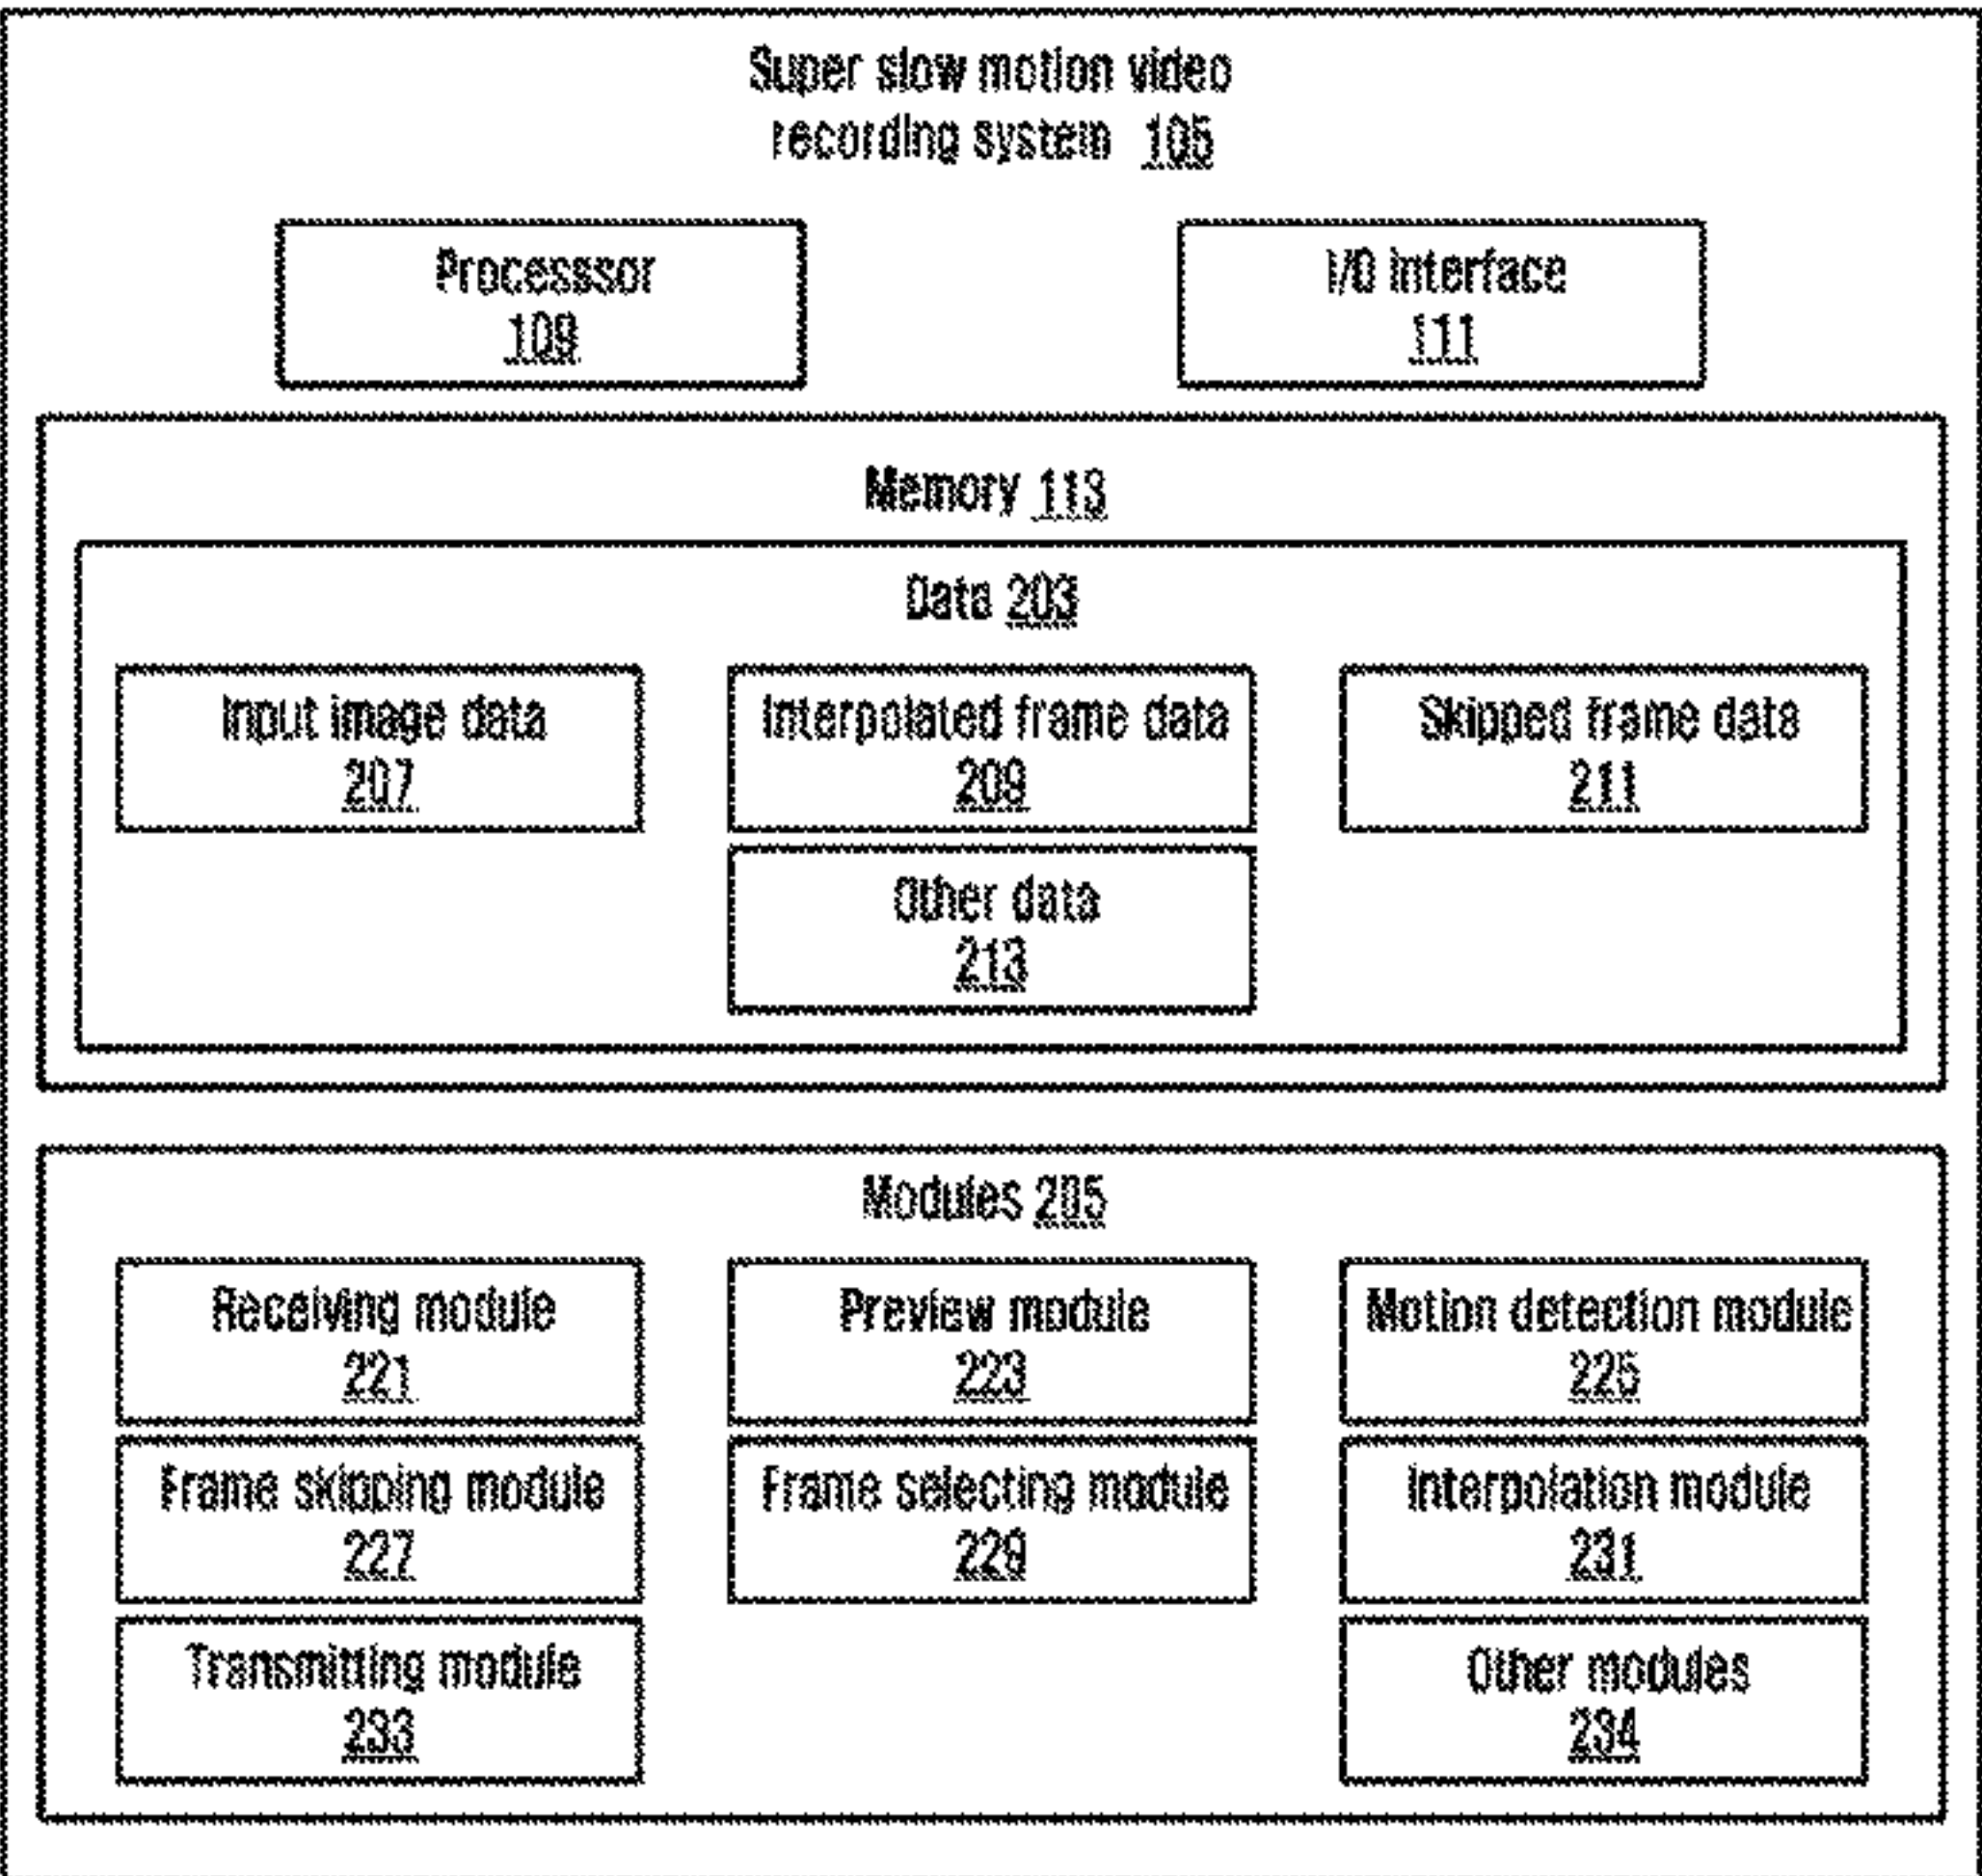 Super slow motion video
recording system 105
Processsor
109
I/O interface
111
Memory 113
Data 203
Input image data
207
Interpolated frame data
209
Skipped frame data
211
Other data
213
Modules 205
Receiving module
221
Preview module
223
Motion detection module
225
Frame skipping module
227
Frame selecting module
229
Interpolation module
231
Transmitting module
233
Other modules
234